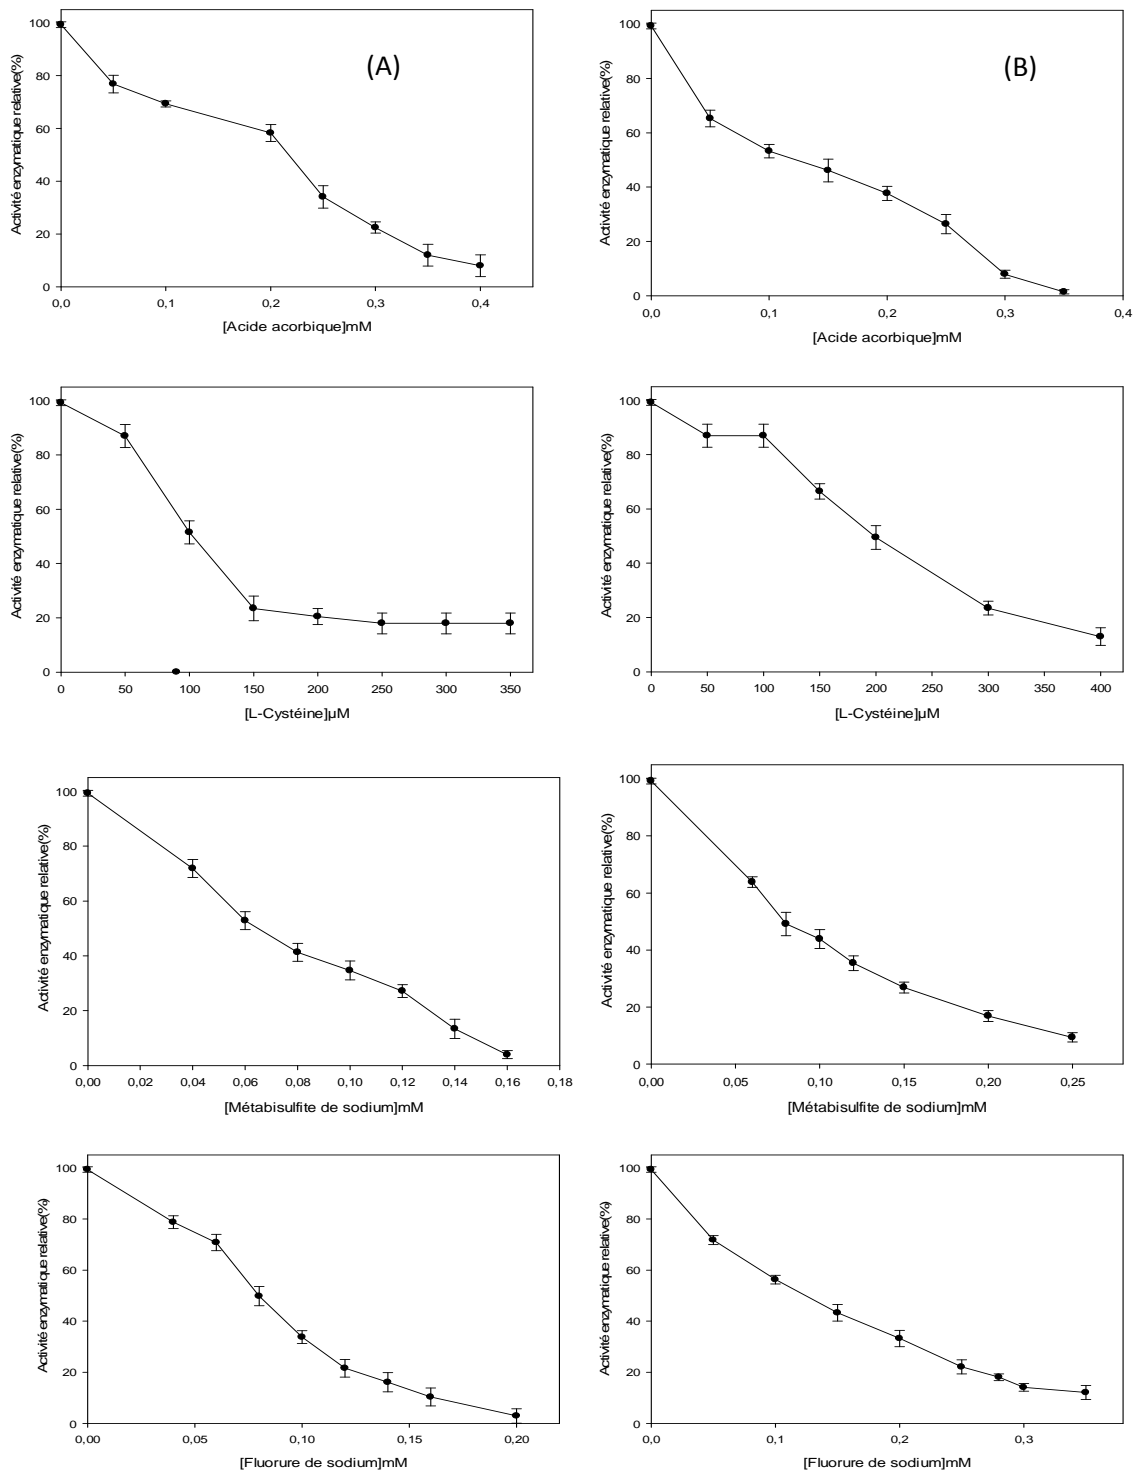 (A)
Activité enzymatique relative(%)
100
80
60
40
20
0
0,0 0,1 0,2 0,3 0,4
[Acide acorbique]mM
(B)
Activité enzymatique relative(%)
100
80
60
40
20
0
0,0 0,1 0,2 0,3 0,4
[Acide acorbique]mM
Activité enzymatique relative(%)
100
80
60
40
20
0
0 50 100 150 200 250 300 350
[L-Cystéine]µM
Activité enzymatique relative(%)
100
80
60
40
20
0
0 50 100 150 200 250 300 350 400
[L-Cystéine]µM
Activité enzymatique relative(%)
100
80
60
40
20
0
0,00 0,02 0,04 0,06 0,08 0,10 0,12 0,14 0,16 0,18
[Métabisulfite de sodium]mM
Activité enzymatique relative(%)
100
80
60
40
20
0
0,00 0,05 0,10 0,15 0,20 0,25
[Métabisulfite de sodium]mM
Activité enzymatique relative(%)
100
80
60
40
20
0
0,00 0,05 0,10 0,15 0,20
[Fluorure de sodium]mM
Activité enzymatique relative(%)
100
80
60
40
20
0
0,0 0,1 0,2 0,3
[Fluorure de sodium]mM